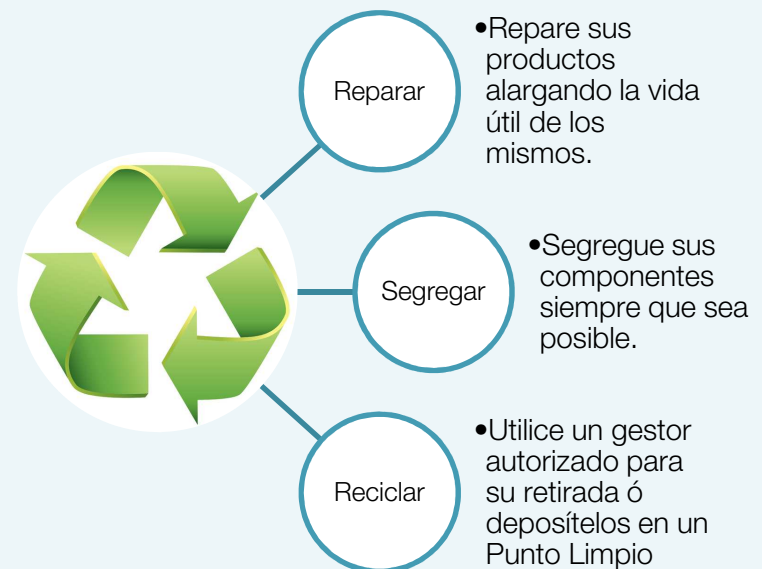 Reparar
•Repare sus
productos
alargando la vida
útil de los
mismos.
Segregar
•Segregue sus
componentes
siempre que sea
posible.
Reciclar
•Utilice un gestor
autorizado para
su retirada ó
deposítelos en un
Punto Limpio